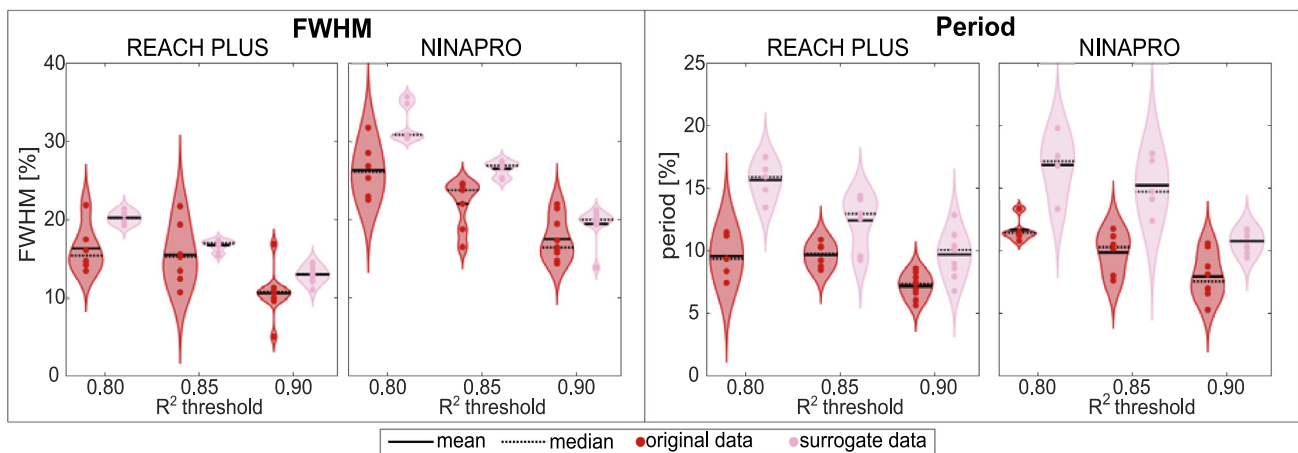 FWHM
REACH PLUS
NINAPRO
FWHM [%]
40
30
20
10
0
0.80
0.85
0.90
0.80
0.85
0.90
R² threshold
R² threshold
Period
REACH PLUS
NINAPRO
period [%]
25
20
15
10
5
0
0.80
0.85
0.90
0.80
0.85
0.90
R² threshold
R² threshold
mean median original data surrogate data